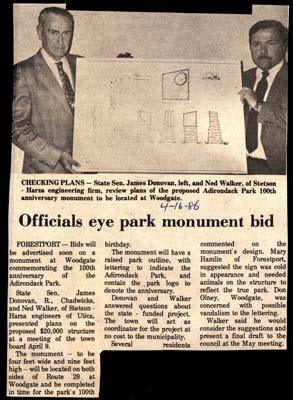 CHECKING PLANS — State Sen. James Donovan, left, and Ned Walker, of Stetson
- Harza engineering firm, review plans of the proposed Adirondack Park 100th
anniversary monument to be located at Woodgate.
4-16-86
Officials eye park monument bid
FORESTPORT — Bids will
be advertised soon on a
monument at Woodgate
commemorating the 100th
anniversary of the
Adirondack Park.
State Sen. James
Donovan, R., Chadwicks,
and Ned Walker, of Stetson -
Harza engineers of Utica,
presented plans on the
proposed $20,000 structure
at a meeting of the town
board April 9.
The monument -- to be
four feet wide and nine feet
high -- will be located on both
sides of Route 28 at
Woodgate and be completed
in time for the park's 100th
birthday.
The monument will have a
raised park outline, with
lettering to indicate the
Adirondack Park, and
contain the park logo to
denote the anniversary.
Donovan and Walker
answered questions about
the state - funded project.
The town will act as
coordinator for the project at
no cost to the municipality.
Several residents
commented on the
monument's design. Mary
Hamlin of Forestport,
suggested the sign was cold
in appearance and needed
animals on the structure to
reflect the true park. Don
Olney, Woodgate, was
concerned with possible
vandalism to the lettering.
Walker said he would
consider the suggestions and
present a final draft to the
council at the May meeting.